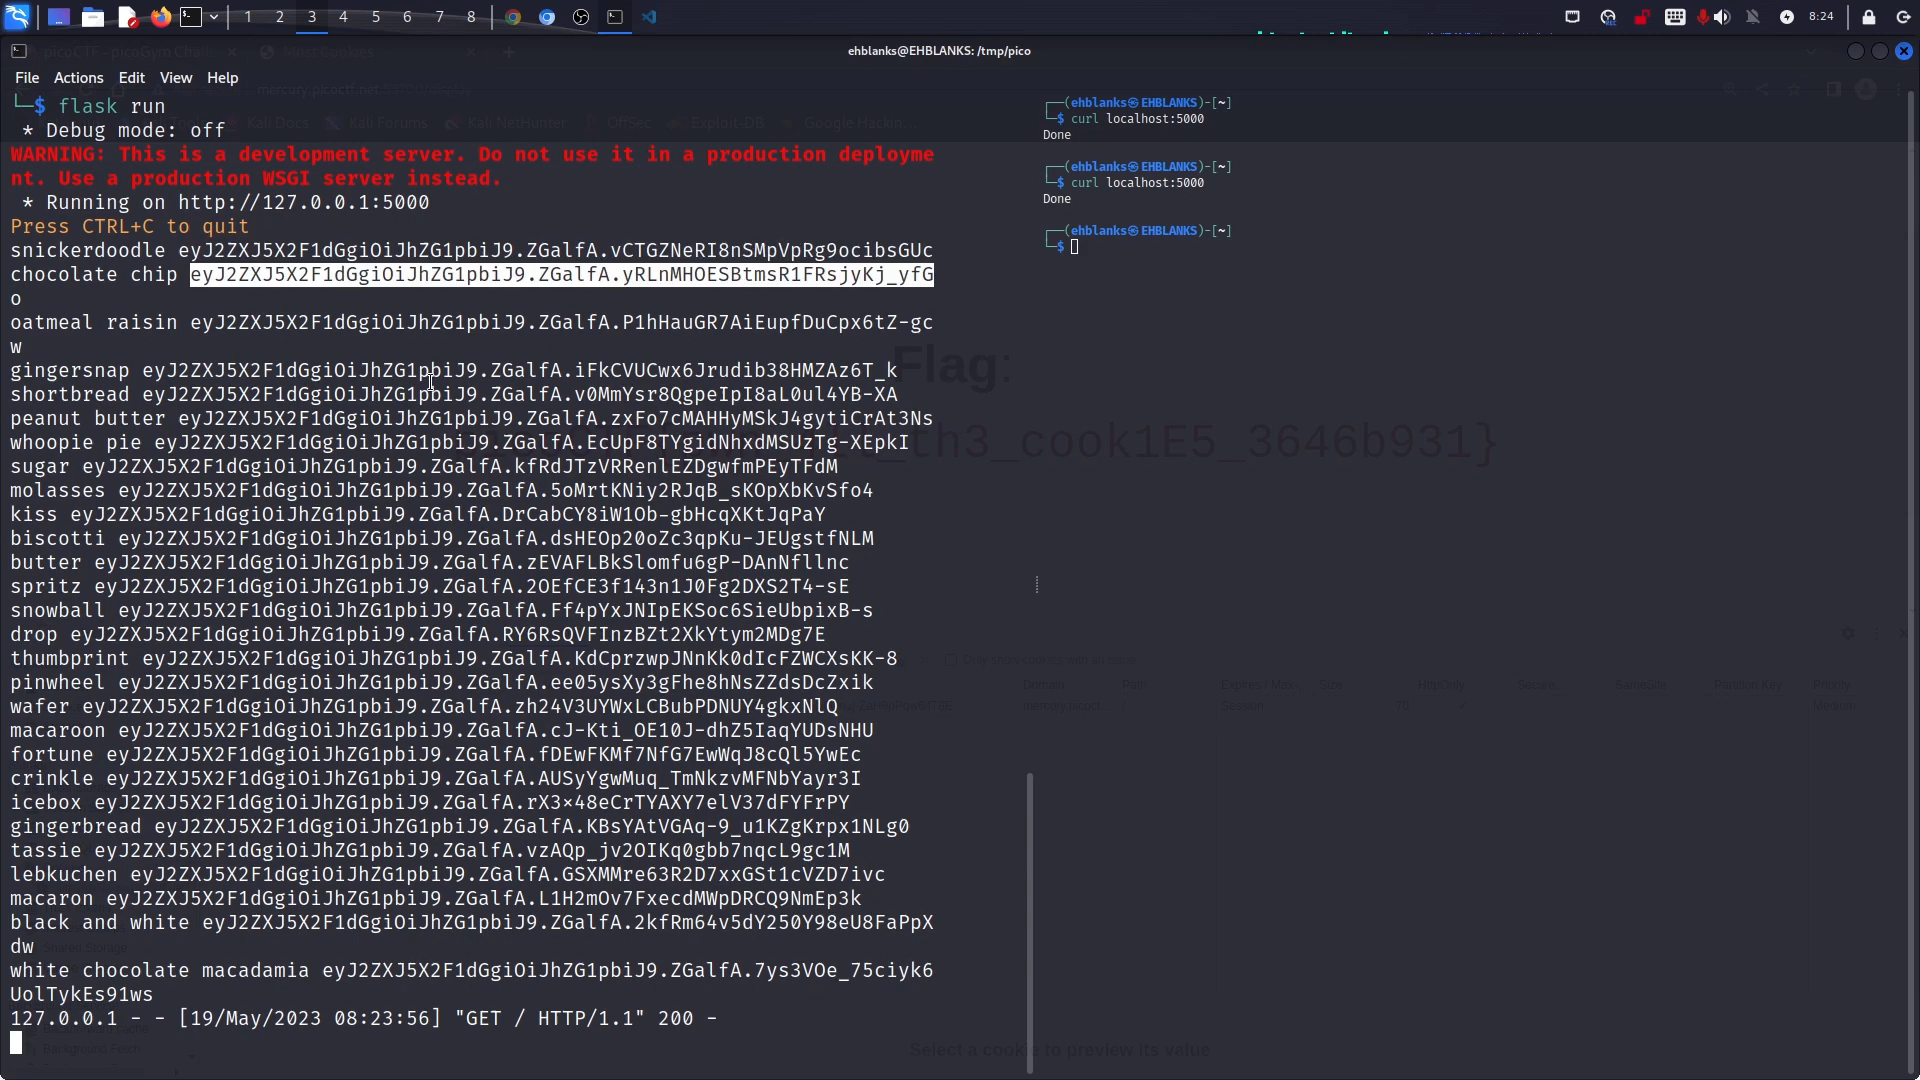 1 2 3 4 5 6 7 8
8:24
ehblanks@EHBLANKS: /tmp/pico
File Actions Edit View Help
└─$ flask run
* Debug mode: off
WARNING: This is a development server. Do not use it in a production deployme
nt. Use a production WSGI server instead.
* Running on http://127.0.0.1:5000
Press CTRL+C to quit
snickerdoodle eyJ2ZXJ5X2F1dGgiOiJhZG1pbiJ9.ZGalfA.vCTGZNeRI8nSMpVpRg9ocibsGUc
chocolate chip eyJ2ZXJ5X2F1dGgiOiJhZG1pbiJ9.ZGalfA.yRLnMHOESBtmsR1FRsjyKj_yfG
o
oatmeal raisin eyJ2ZXJ5X2F1dGgiOiJhZG1pbiJ9.ZGalfA.P1hHauGR7AiEupfDuCpx6tZ-gc
w
gingersnap eyJ2ZXJ5X2F1dGgiOiJhZG1pbiJ9.ZGalfA.iFkCVUCwx6Jrudib38HMZAz6T_k
shortbread eyJ2ZXJ5X2F1dGgiOiJhZG1pbiJ9.ZGalfA.v0MmYsr8QgpeIpI8aL0ul4YB-XA
peanut butter eyJ2ZXJ5X2F1dGgiOiJhZG1pbiJ9.ZGalfA.zxFo7cMAHHyMSkJ4gytiCrAt3Ns
whoopie pie eyJ2ZXJ5X2F1dGgiOiJhZG1pbiJ9.ZGalfA.EcUpF8TYgidNhxdMSUzTg-XEpkI
sugar eyJ2ZXJ5X2F1dGgiOiJhZG1pbiJ9.ZGalfA.kfRdJTzVRRenlEZDgwfmPEyTFdM
molasses eyJ2ZXJ5X2F1dGgiOiJhZG1pbiJ9.ZGalfA.5oMrtKNiy2RJqB_sKOpXbKvSfo4
kiss eyJ2ZXJ5X2F1dGgiOiJhZG1pbiJ9.ZGalfA.DrCabCY8iW1Ob-gbHcqXKtJqPaY
biscotti eyJ2ZXJ5X2F1dGgiOiJhZG1pbiJ9.ZGalfA.dsHEOp20oZc3qpKu-JEUgstfNLM
butter eyJ2ZXJ5X2F1dGgiOiJhZG1pbiJ9.ZGalfA.zEVAFLBkSlomfu6gP-DAnNfllnc
spritz eyJ2ZXJ5X2F1dGgiOiJhZG1pbiJ9.ZGalfA.2OEfCE3f143n1J0Fg2DXS2T4-sE
snowball eyJ2ZXJ5X2F1dGgiOiJhZG1pbiJ9.ZGalfA.Ff4pYxJNIpEKSoc6SieUbpixB-s
drop eyJ2ZXJ5X2F1dGgiOiJhZG1pbiJ9.ZGalfA.RY6RsQVFInzBZt2XkYtym2MDg7E
thumbprint eyJ2ZXJ5X2F1dGgiOiJhZG1pbiJ9.ZGalfA.KdCprzwpJNnKk0dIcFZWCXsKK-8
pinwheel eyJ2ZXJ5X2F1dGgiOiJhZG1pbiJ9.ZGalfA.ee05ysXy3gFhe8hNsZZdsDcZxik
wafer eyJ2ZXJ5X2F1dGgiOiJhZG1pbiJ9.ZGalfA.zh24V3UYWxLCBubPDNUY4gkxNlQ
macaroon eyJ2ZXJ5X2F1dGgiOiJhZG1pbiJ9.ZGalfA.cJ-Kti_OE10J-dhZ5IaqYUDsNHU
fortune eyJ2ZXJ5X2F1dGgiOiJhZG1pbiJ9.ZGalfA.fDEwFKMf7NfG7EwWqJ8cQl5YwEc
crinkle eyJ2ZXJ5X2F1dGgiOiJhZG1pbiJ9.ZGalfA.AUSyYgwMuq_TmNkzvMFNbYayr3I
icebox eyJ2ZXJ5X2F1dGgiOiJhZG1pbiJ9.ZGalfA.rX3×48eCrTYAXY7elV37dFYFrPY
gingerbread eyJ2ZXJ5X2F1dGgiOiJhZG1pbiJ9.ZGalfA.KBsYAtVGAq-9_u1KZgKrpx1NLg0
tassie eyJ2ZXJ5X2F1dGgiOiJhZG1pbiJ9.ZGalfA.vzAQp_jv2OIKq0gbb7nqcL9gc1M
lebkuchen eyJ2ZXJ5X2F1dGgiOiJhZG1pbiJ9.ZGalfA.GSXMMre63R2D7xxGSt1cVZD7ivc
macaron eyJ2ZXJ5X2F1dGgiOiJhZG1pbiJ9.ZGalfA.L1H2mOv7FxecdMWpDRCQ9NmEp3k
black and white eyJ2ZXJ5X2F1dGgiOiJhZG1pbiJ9.ZGalfA.2kfRm64v5dY250Y98eU8FaPpX
dw
white chocolate macadamia eyJ2ZXJ5X2F1dGgiOiJhZG1pbiJ9.ZGalfA.7ys3VOe_75ciyk6
UolTykEs91ws
127.0.0.1 - - [19/May/2023 08:23:56] "GET / HTTP/1.1" 200 -
┌──(ehblanks㉿EHBLANKS)-[~]
└─$ curl localhost:5000
Done
┌──(ehblanks㉿EHBLANKS)-[~]
└─$ curl localhost:5000
Done
┌──(ehblanks㉿EHBLANKS)-[~]
└─$
Flag:
th3_cook1E5_3646b931}
Select a cookie to preview its value.